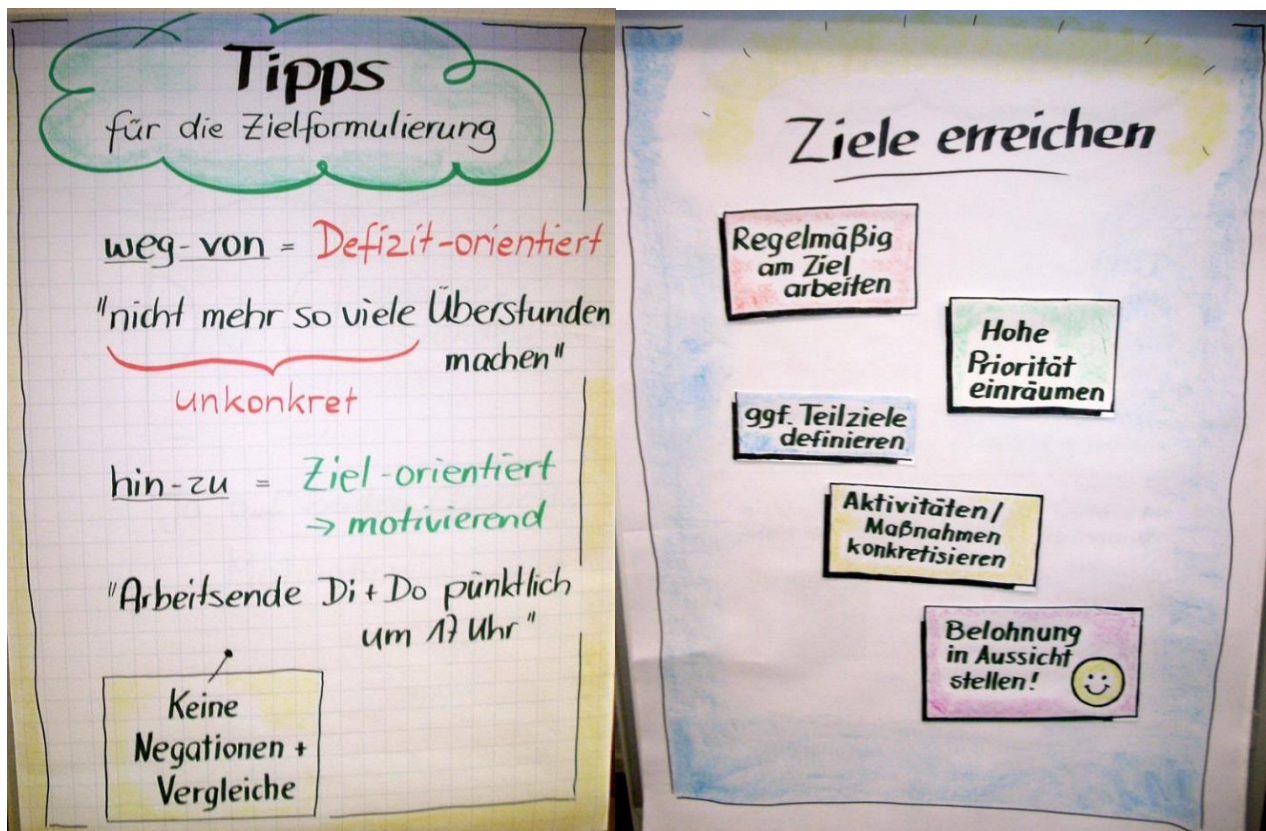 Tipps
für die Zielformulierung
weg-von = Defizit-orientiert
"nicht mehr so viele Überstunden
machen"
unkonkret
hin-zu = Ziel-orientiert
→ motivierend
"Arbeitsende Di + Do pünktlich
um 17 Uhr"
Keine
Negationen +
Vergleiche
Ziele erreichen
Regelmäßig
am Ziel
arbeiten
Hohe
Priorität
einräumen
ggf. Teilziele
definieren
Aktivitäten/
Maßnahmen
konkretisieren
Belohnung
in Aussicht
stellen!